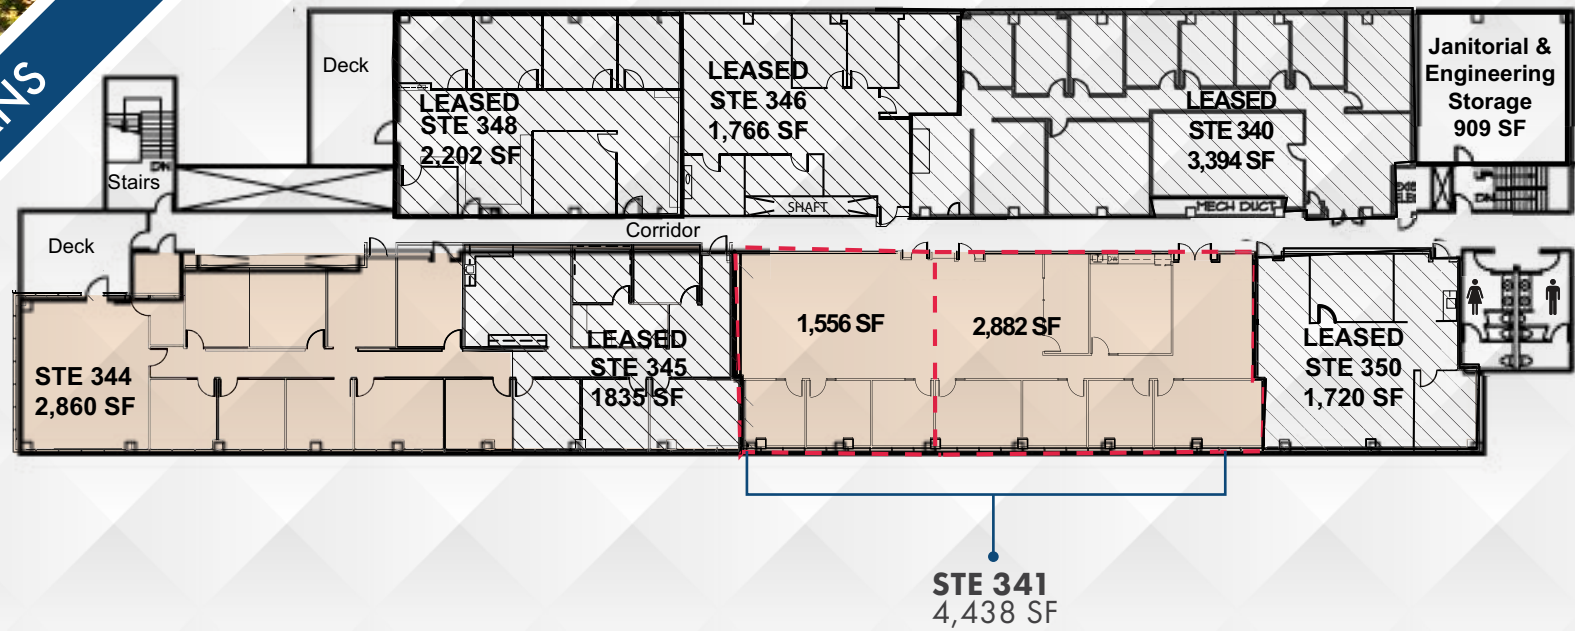 NS
Deck
LEASED
STE 348
2,202 SF
LEASED
STE 346
1,766 SF
LEASED
STE 340
3,394 SF
Janitorial &
Engineering
Storage
909 SF
DN
Stairs
SHAFT
MECH DUCT
DN
Corridor
Deck
STE 344
2,860 SF
LEASED
STE 345
1835 SF
1,556 SF
2,882 SF
DW
LEASED
STE 350
1,720 SF
STE 341
4,438 SF